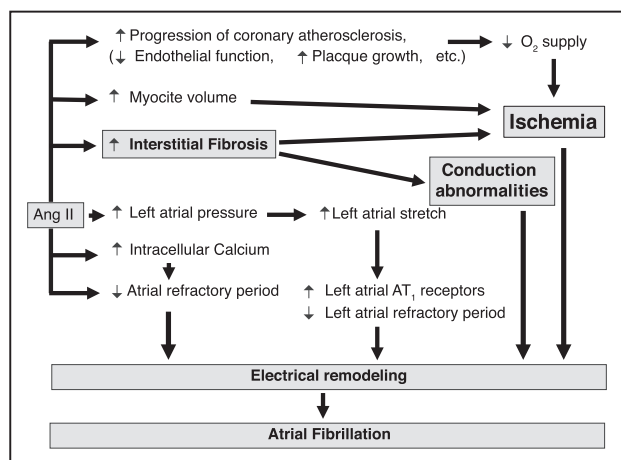 ↑ Progression of coronary atherosclerosis,
(↓ Endothelial function, ↑ Placque growth, etc.)
↓ O₂ supply
↑ Myocite volume
Ischemia
↑ Interstitial Fibrosis
Conduction
abnormalities
Ang II
↑ Left atrial pressure
↑ Left atrial stretch
↑ Intracellular Calcium
↓ Atrial refractory period
↑ Left atrial AT₁ receptors
↓ Left atrial refractory period
Electrical remodeling
Atrial Fibrillation